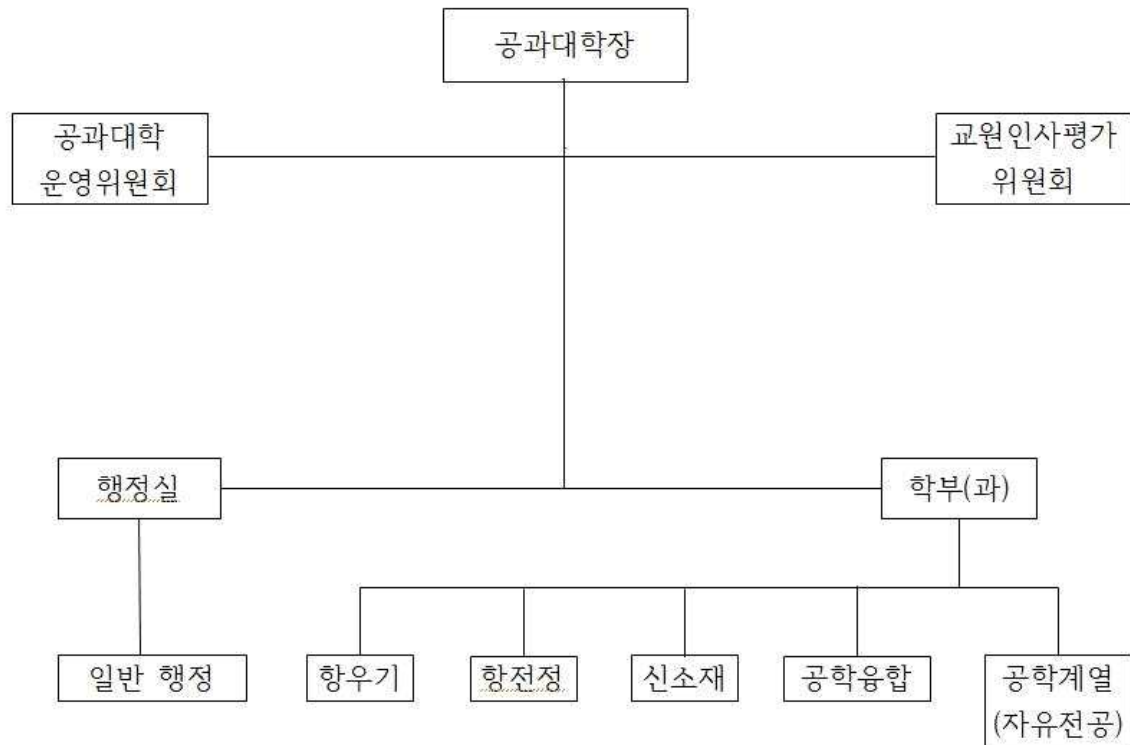 공과대학장
공과대학
운영위원회
교원인사평가
위원회
행정실
학부(과)
일반 행정
항우기
항전정
신소재
공학융합
공학계열
(자유전공)